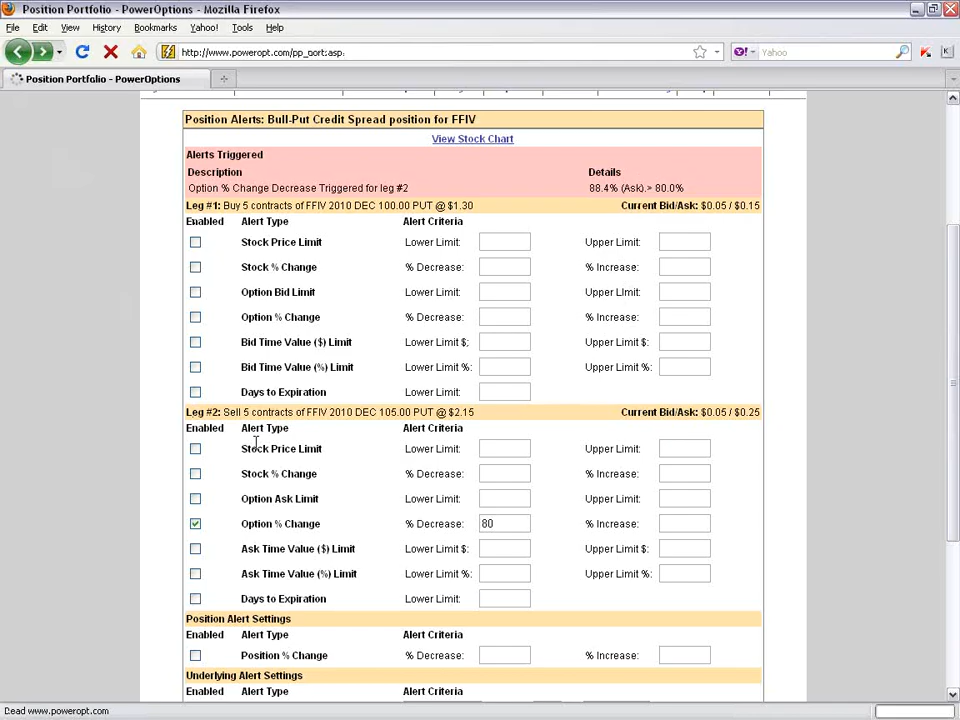 Position Portfolio - PowerOptions - Mozilla Firefox
File Edit View History Bookmarks Yahoo! Tools Help
http://www.poweropt.com/pp_port.asp. Y! Yahoo K
Position Portfolio - PowerOptions
Position Alerts: Bull-Put Credit Spread position for FFIV
View Stock Chart
Alerts Triggered
Description Details
Option % Change Decrease Triggered for leg #2 88.4% (Ask).> 80.0%
Leg #1: Buy 5 contracts of FFIV 2010 DEC 100.00 PUT @ $1.30 Current Bid/Ask: $0.05 / $0.15
Enabled Alert Type Alert Criteria
Stock Price Limit Lower Limit: Upper Limit:
Stock % Change % Decrease: % Increase:
Option Bid Limit Lower Limit: Upper LImit:
Option % Change % Decrease: % Increase:
Bid Time Value ($) Limit Lower Limit $: Upper Limit $:
Bid Time Value (%) Limit Lower Limit %: Upper Limit %:
Days to Expiration Lower Limit:
Leg #2: Sell 5 contracts of FFIV 2010 DEC 105.00 PUT @ $2.15 Current Bid/Ask: $0.05 / $0.25
Enabled Alert Type Alert Criteria
Stock Price Limit Lower Limit: Upper Limit:
Stock % Change % Decrease: % Increase:
Option Ask Limit Lower Limit: Upper Limit:
Option % Change % Decrease: 80 % Increase:
Ask Time Value ($) Limit Lower Limit $: Upper Limit $:
Ask Time Value (%) Limit Lower Limit %: Upper Limit %:
Days to Expiration Lower Limit:
Position Alert Settings
Enabled Alert Type Alert Criteria
Position % Change % Decrease: % Increase:
Underlying Alert Settings
Enabled Alert Type Alert Criteria
Read www.poweropt.com